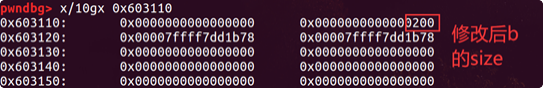 pwndbg> x/10gx 0x603110
0x603110: 0x0000000000000000 0x0000000000000200
0x603120: 0x00007ffff7dd1b78 0x00007ffff7dd1b78
0x603130: 0x0000000000000000 0x0000000000000000
0x603140: 0x0000000000000000 0x0000000000000000
0x603150: 0x0000000000000000 0x0000000000000000
修改后b
的size